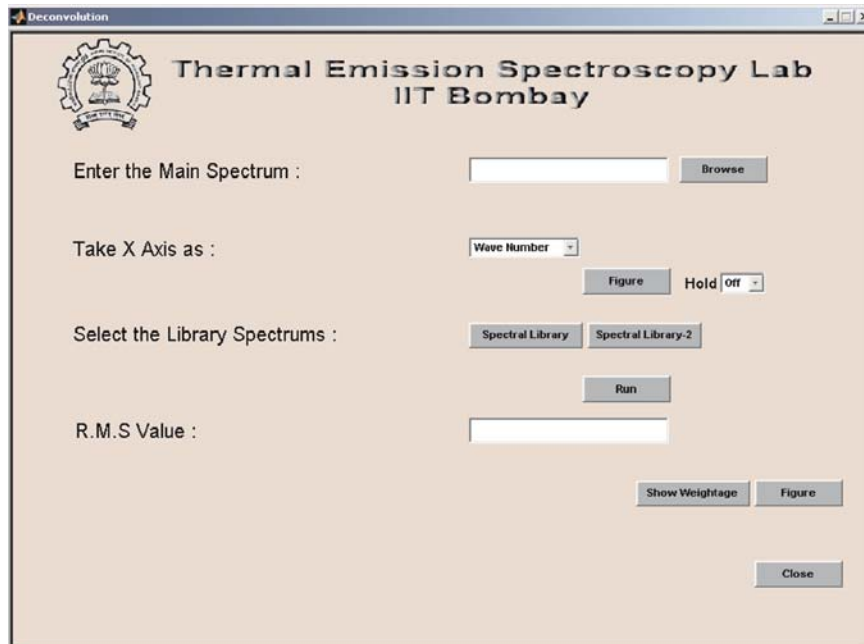 Deconvolution
Thermal Emission Spectroscopy Lab
IIT Bombay
Enter the Main Spectrum :
Browse
Take X Axis as :
Wave Number
Figure
Hold
Off
Select the Library Spectrums :
Spectral Library
Spectral Library-2
Run
R.M.S Value :
Show Weightage
Figure
Close